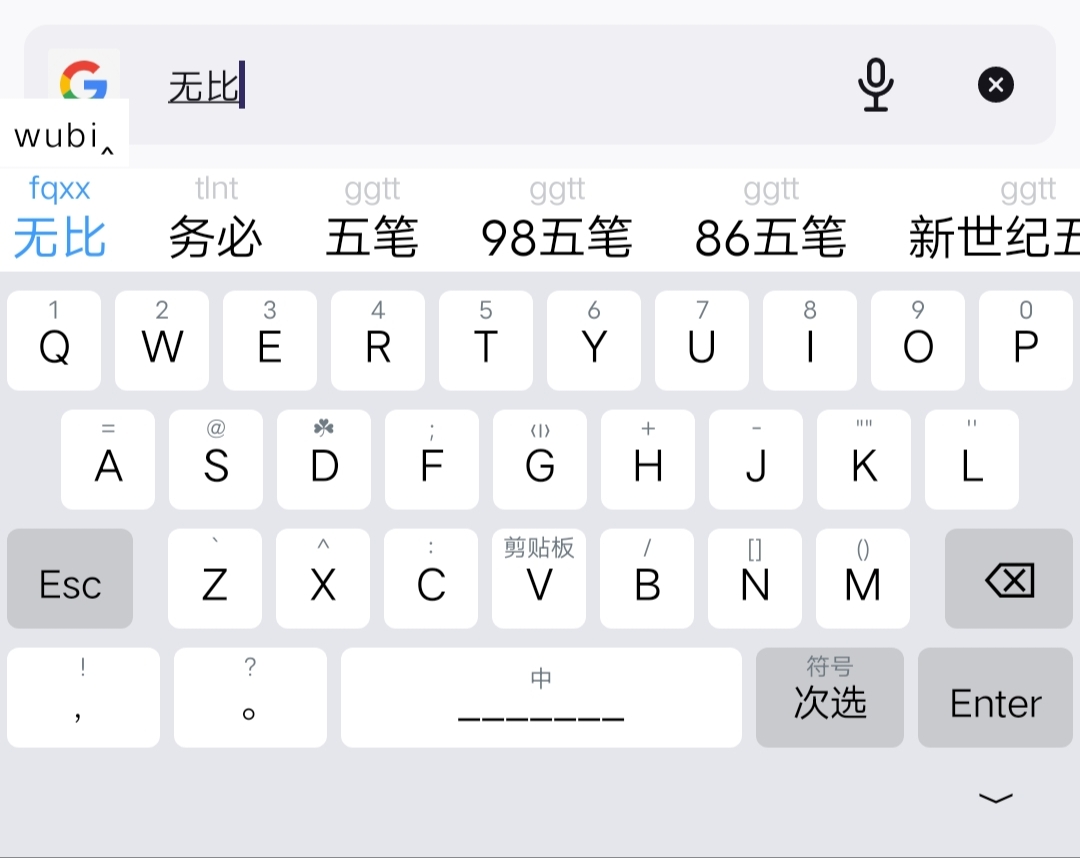 无比
wubi‸
fqxx tlnt ggtt ggtt ggtt ggtt
无比 务必 五笔 98五笔 86五笔 新世纪五
1 2 3 4 5 6 7 8 9 0
Q W E R T Y U I O P
= @ ☘ ; ⟨|⟩ + - "" "
A S D F G H J K L
` ^ : 剪贴板 / [] ()
Esc Z X C V B N M
! ? 中 符号
， 。 _______ 次选 Enter